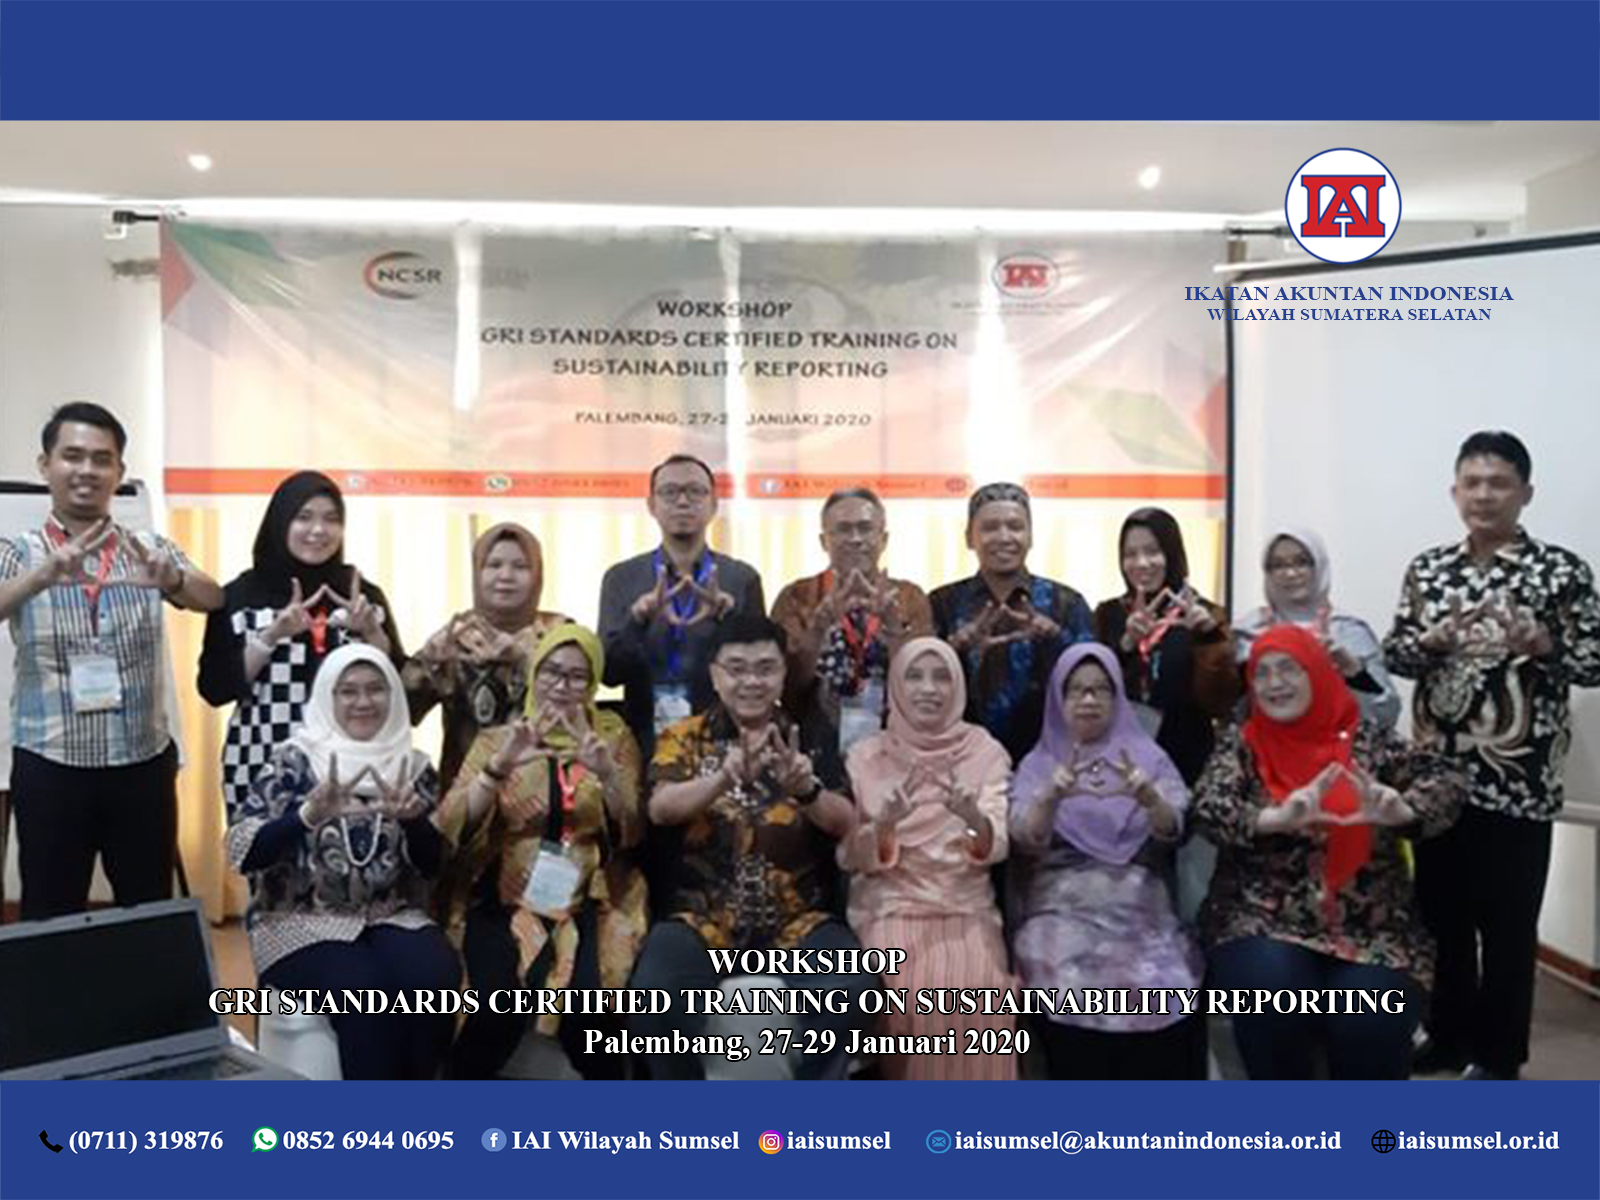 IAI
IKATAN AKUNTAN INDONESIA
WILAYAH SUMATERA SELATAN
NCSR
IAI
WORKSHOP
GRI STANDARDS CERTIFIED TRAINING ON
SUSTAINABILITY REPORTING
PALEMBANG, 27-2 JANUARI 2020
WORKSHOP
GRI STANDARDS CERTIFIED TRAINING ON SUSTAINABILITY REPORTING
Palembang, 27-29 Januari 2020
(0711) 319876 0852 6944 0695 IAI Wilayah Sumsel iaisumsel iaisumsel@akuntanindonesia.or.id iaisumsel.or.id